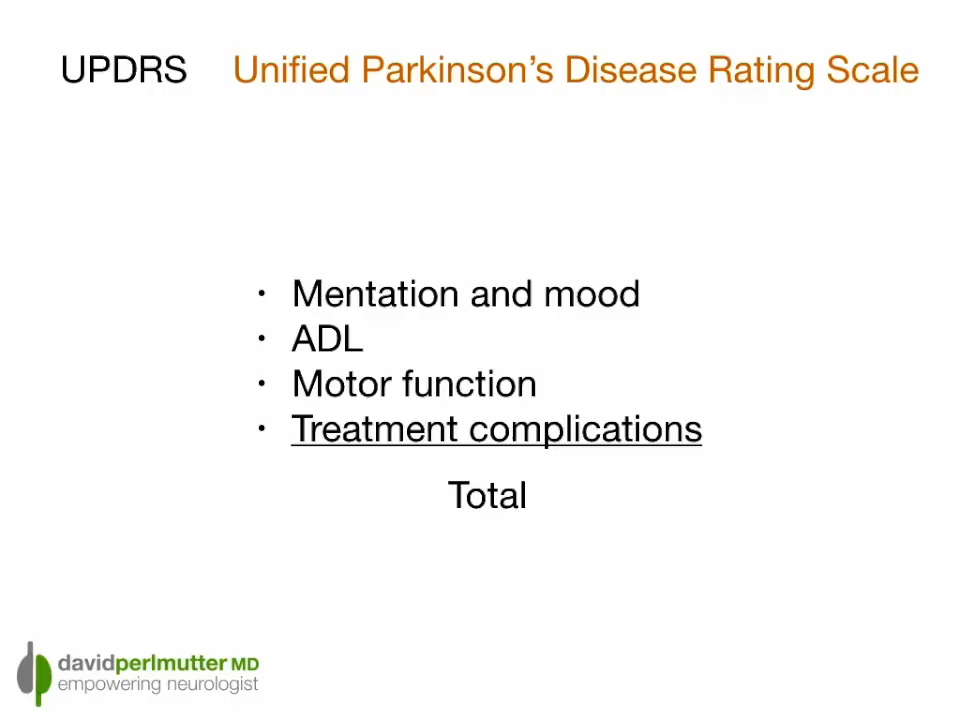 UPDRS Unified Parkinson's Disease Rating Scale
• Mentation and mood
• ADL
• Motor function
• Treatment complications
Total
davidperlmutter MD
empowering neurologist